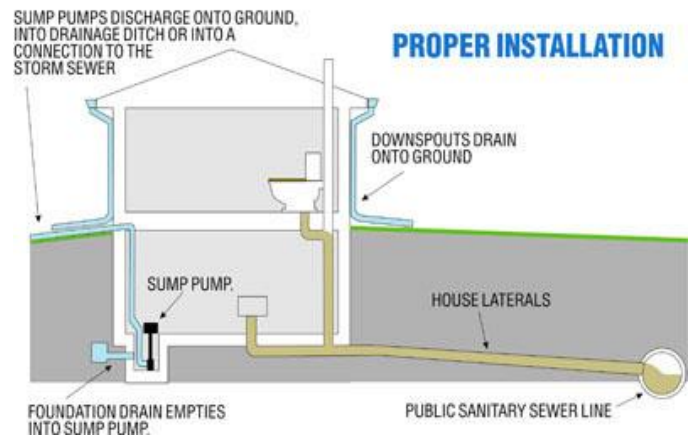 SUMP PUMPS DISCHARGE ONTO GROUND,
INTO DRAINAGE DITCH OR INTO A
CONNECTION TO THE
STORM SEWER
PROPER INSTALLATION
DOWNSPOUTS DRAIN
ONTO GROUND
SUMP PUMP.
HOUSE LATERALS
FOUNDATION DRAIN EMPTIES
INTO SUMP PUMP.
PUBLIC SANITARY SEWER LINE